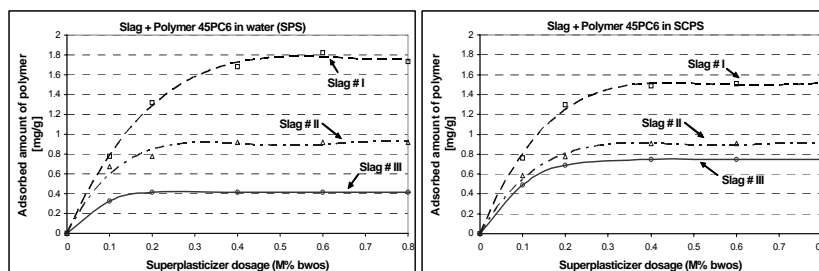 Slag + Polymer 45PC6 in water (SPS)
Adsorbed amount of polymer
[mg/g]
2
1.8
1.6
1.4
1.2
1
0.8
0.6
0.4
0.2
0
Slag # I
Slag # II
Slag # III
0 0.1 0.2 0.3 0.4 0.5 0.6 0.7 0.8
Superplasticizer dosage (M% bwos)
Slag + Polymer 45PC6 in SCPS
Adsorbed amount of polymer
[mg/g]
2
1.8
1.6
1.4
1.2
1
0.8
0.6
0.4
0.2
0
Slag # I
Slag # II
Slag # III
0 0.1 0.2 0.3 0.4 0.5 0.6 0.7 0.8
Superplasticizer dosage (M% bwos)